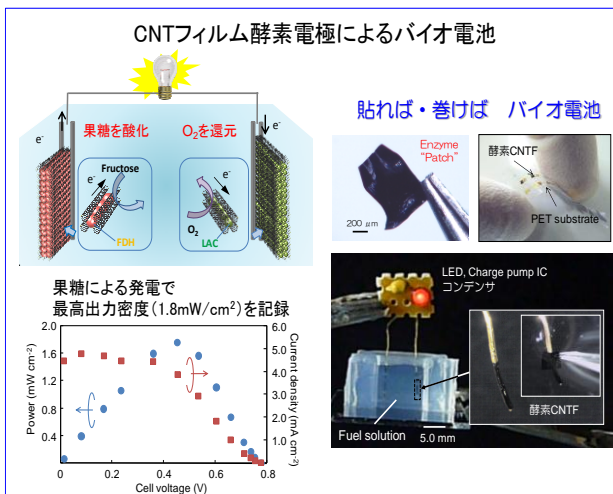 CNTフィルム酵素電極によるバイオ電池
e-
果糖を酸化
O2を還元
e-
Fructose
e-
FDH
e-
O2
LAC
果糖による発電で
最高出力密度(1.8mW/cm²)を記録
2.0
1.6
1.2
0.8
0.4
Power (mW cm-2)
6.0
5.0
4.0
3.0
2.0
1.0
0
Current density (mA cm-2)
0
0.2
0.4
0.6
0.8
Cell voltage (V)
貼れば・巻けば バイオ電池
Enzyme
"Patch"
200 μm
酵素CNTF
PET substrate
LED, Charge pump IC
コンデンサ
Fuel solution
5.0 mm
酵素CNTF